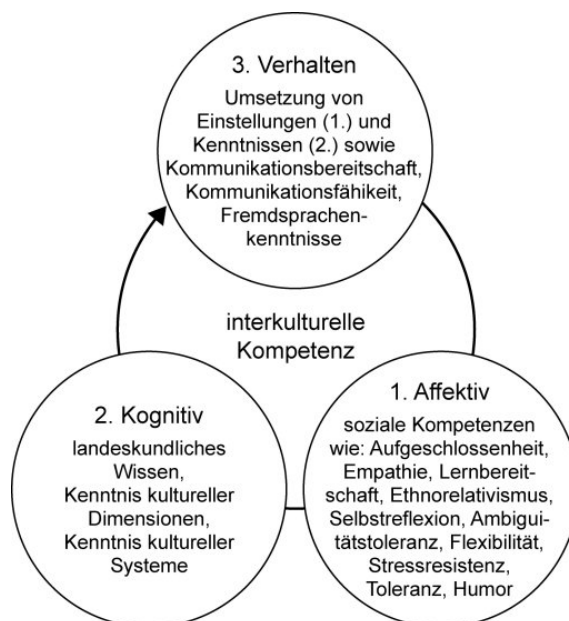 3. Verhalten
Umsetzung von
Einstellungen (1.) und
Kenntnissen (2.) sowie
Kommunikationsbereitschaft,
Kommunikationsfähikeit,
Fremdsprachen-
kenntnisse
interkulturelle
Kompetenz
2. Kognitiv
landeskundliches
Wissen,
Kenntnis kultureller
Dimensionen,
Kenntnis kultureller
Systeme
1. Affektiv
soziale Kompetenzen
wie: Aufgeschlossenheit,
Empathie, Lernbereit-
schaft, Ethnorelativismus,
Selbstreflexion, Ambigui-
tätstoleranz, Flexibilität,
Stressresistenz,
Toleranz, Humor